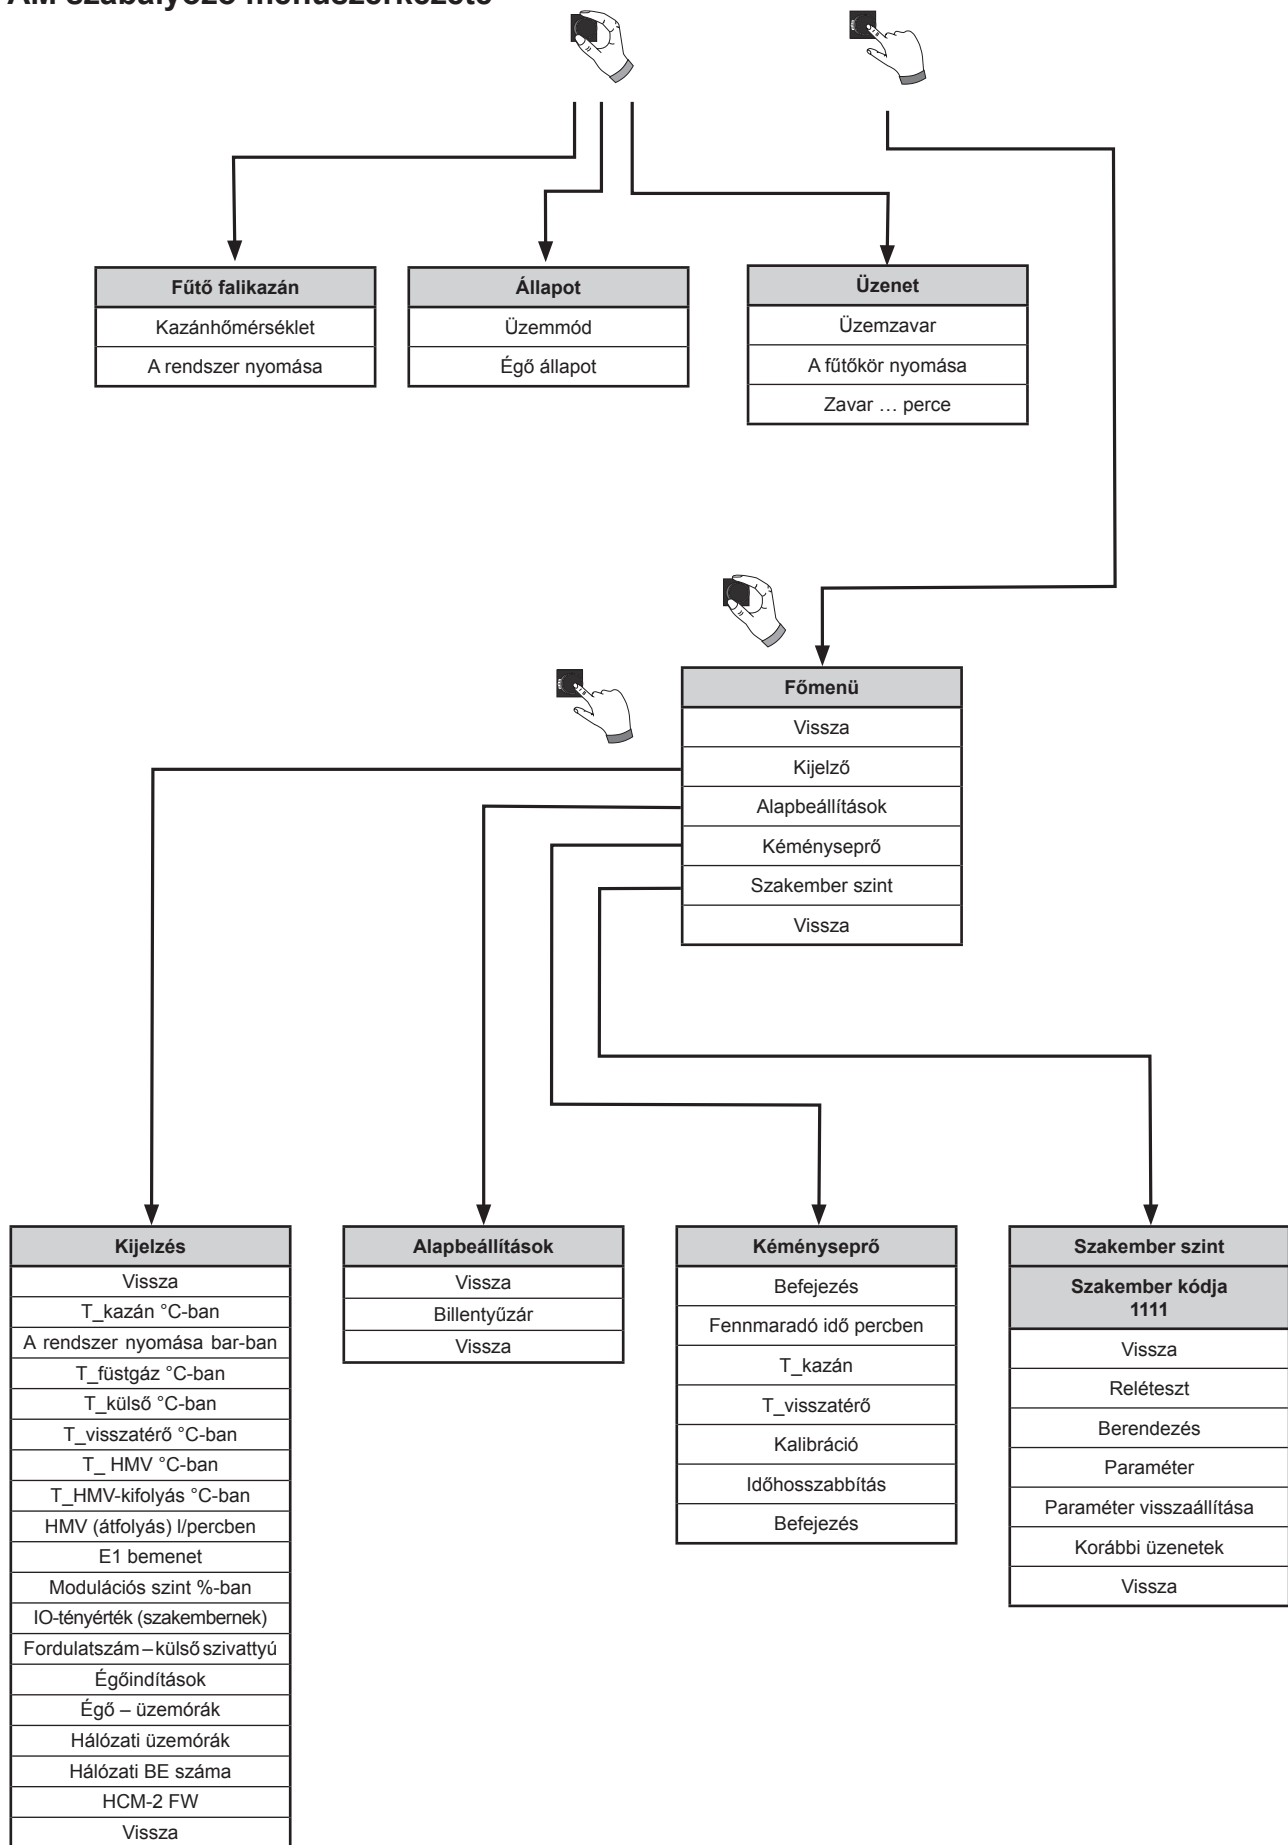 AM szabályozó menüszerkezete
Fűtő falikazán
Kazánhőmérséklet
A rendszer nyomása
Állapot
Üzemmód
Égő állapot
Üzenet
Üzemzavar
A fűtőkör nyomása
Zavar … perce
Főmenü
Vissza
Kijelző
Alapbeállítások
Kéményseprő
Szakember szint
Vissza
Kijelzés
Vissza
T_kazán °C-ban
A rendszer nyomása bar-ban
T_füstgáz °C-ban
T_külső °C-ban
T_visszatérő °C-ban
T_ HMV °C-ban
T_HMV-kifolyás °C-ban
HMV (átfolyás) l/percben
E1 bemenet
Modulációs szint %-ban
IO-tényérték (szakembernek)
Fordulatszám – külső szivattyú
Égőindítások
Égő – üzemórák
Hálózati üzemórák
Hálózati BE száma
HCM-2 FW
Vissza
Alapbeállítások
Vissza
Billentyűzár
Vissza
Kéményseprő
Befejezés
Fennmaradó idő percben
T_kazán
T_visszatérő
Kalibráció
Időhosszabbítás
Befejezés
Szakember szint
Szakember kódja
1111
Vissza
Reléteszt
Berendezés
Paraméter
Paraméter visszaállítása
Korábbi üzenetek
Vissza